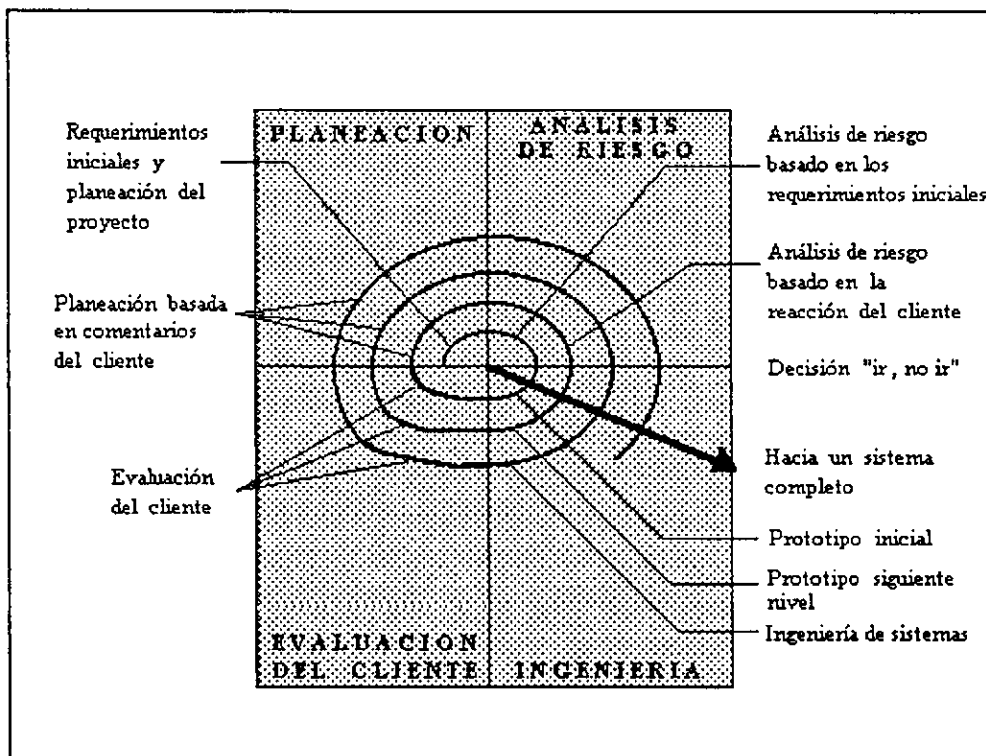 PLANEACION
ANALISIS
DE RIESGO
Requerimientos
iniciales y
planeación del
proyecto
Planeación basada
en comentarios
del cliente
Evaluación
del cliente
Análisis de riesgo
basado en los
requerimientos iniciales
Análisis de riesgo
basado en la
reacción del cliente
Decisión "ir, no ir"
Hacia un sistema
completo
Prototipo inicial
Prototipo siguiente
nivel
Ingeniería de sistemas
EVALUACION
DEL CLIENTE
INGENIERIA